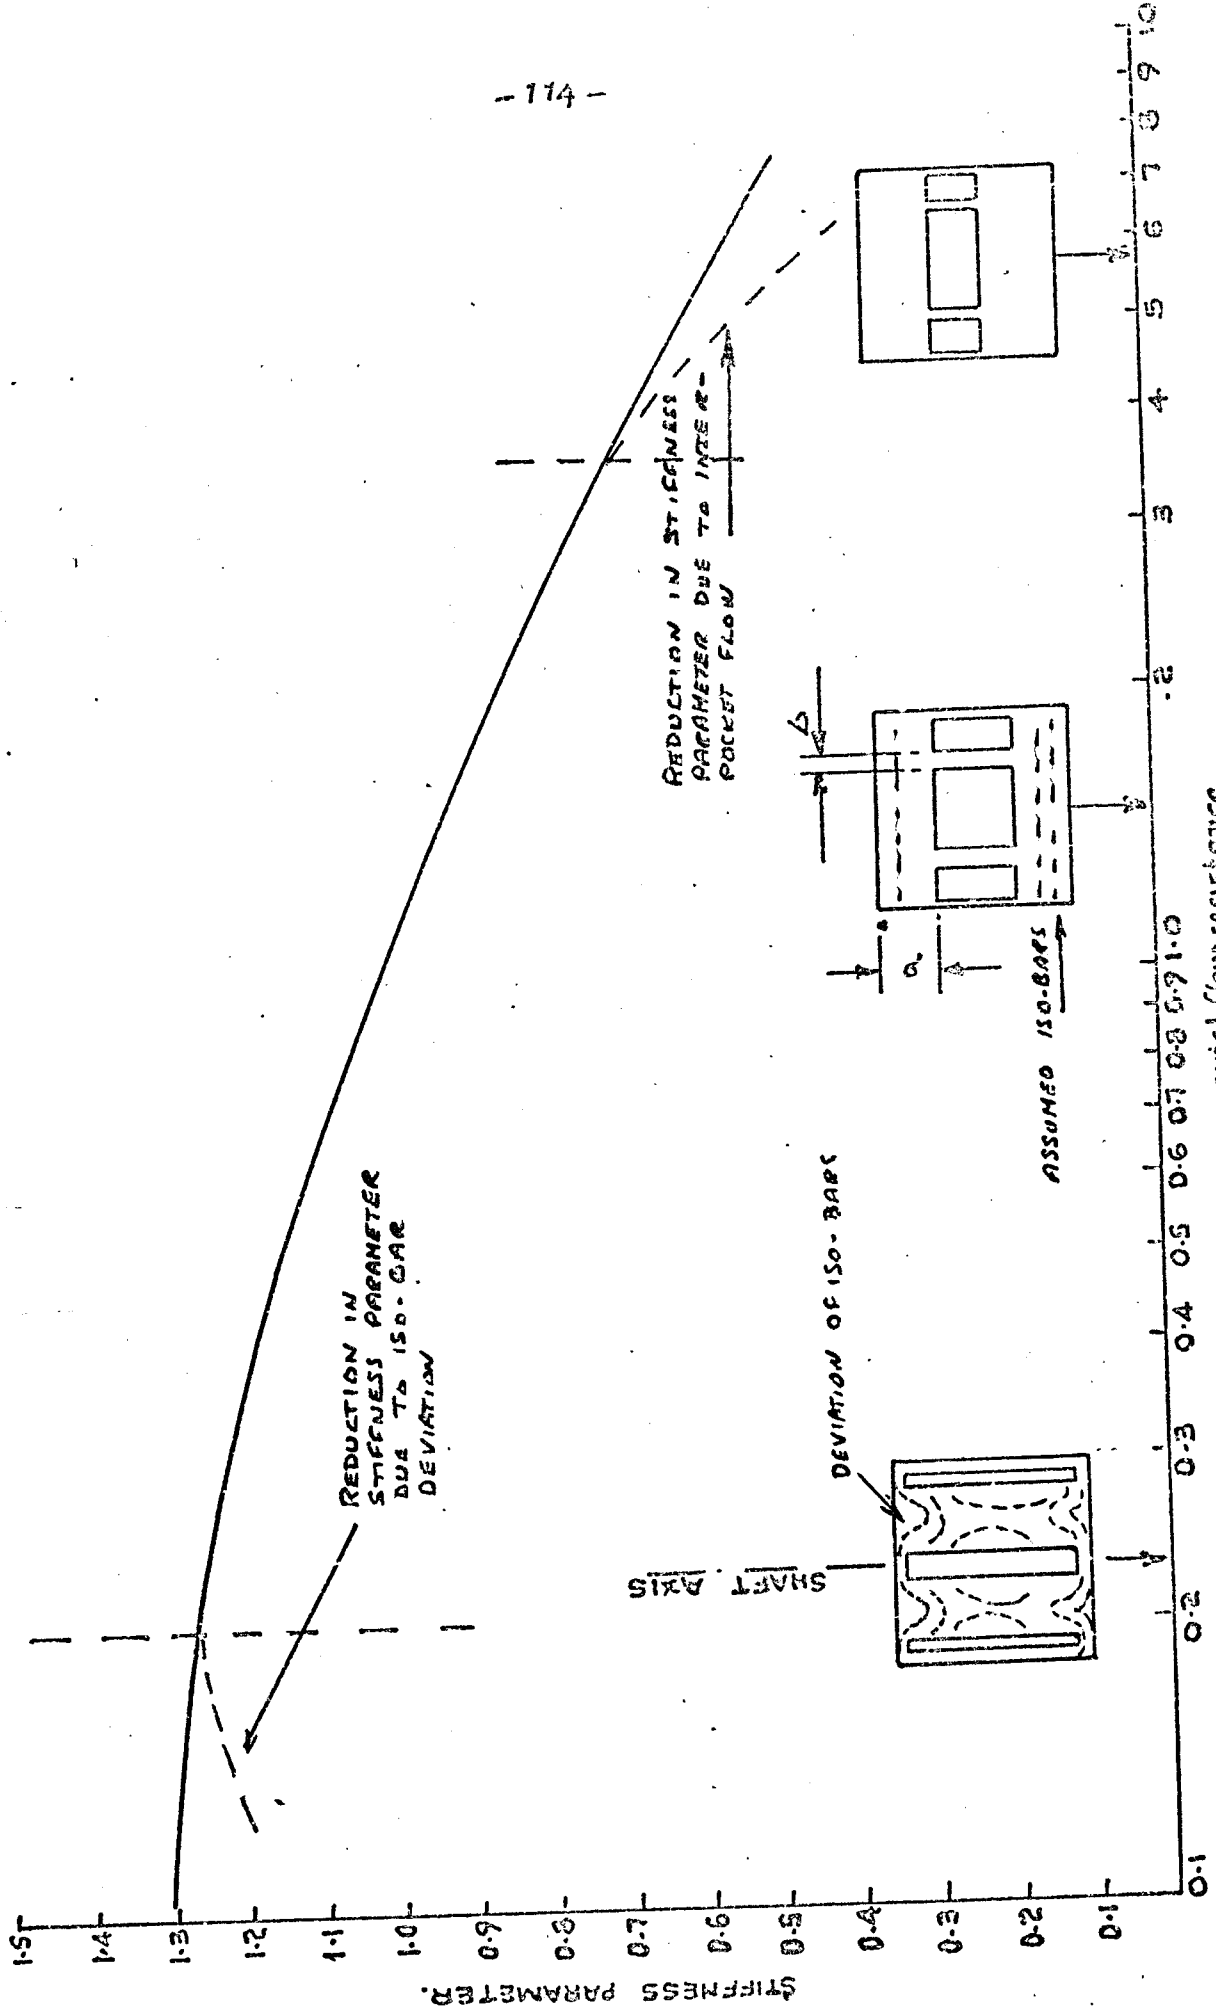 - 114 -
STIFFNESS PARAMETER.
1.5
1.4
1.3
1.2
1.1
1.0
0.9
0.8
0.7
0.6
0.5
0.4
0.3
0.2
0.1
REDUCTION IN
STIFFNESS PARAMETER
DUE TO ISO-BAR
DEVIATION
REDUCTION IN STIFFNESS
PARAMETER DUE TO INTER-
POCKET FLOW
SHAFT AXIS
DEVIATION OF ISO-BARS
ASSUMED ISO-BARS
a
b
0.1 0.2 0.3 0.4 0.5 0.6 0.7 0.8 0.9 1.0 2 3 4 5 6 7 8 9 10